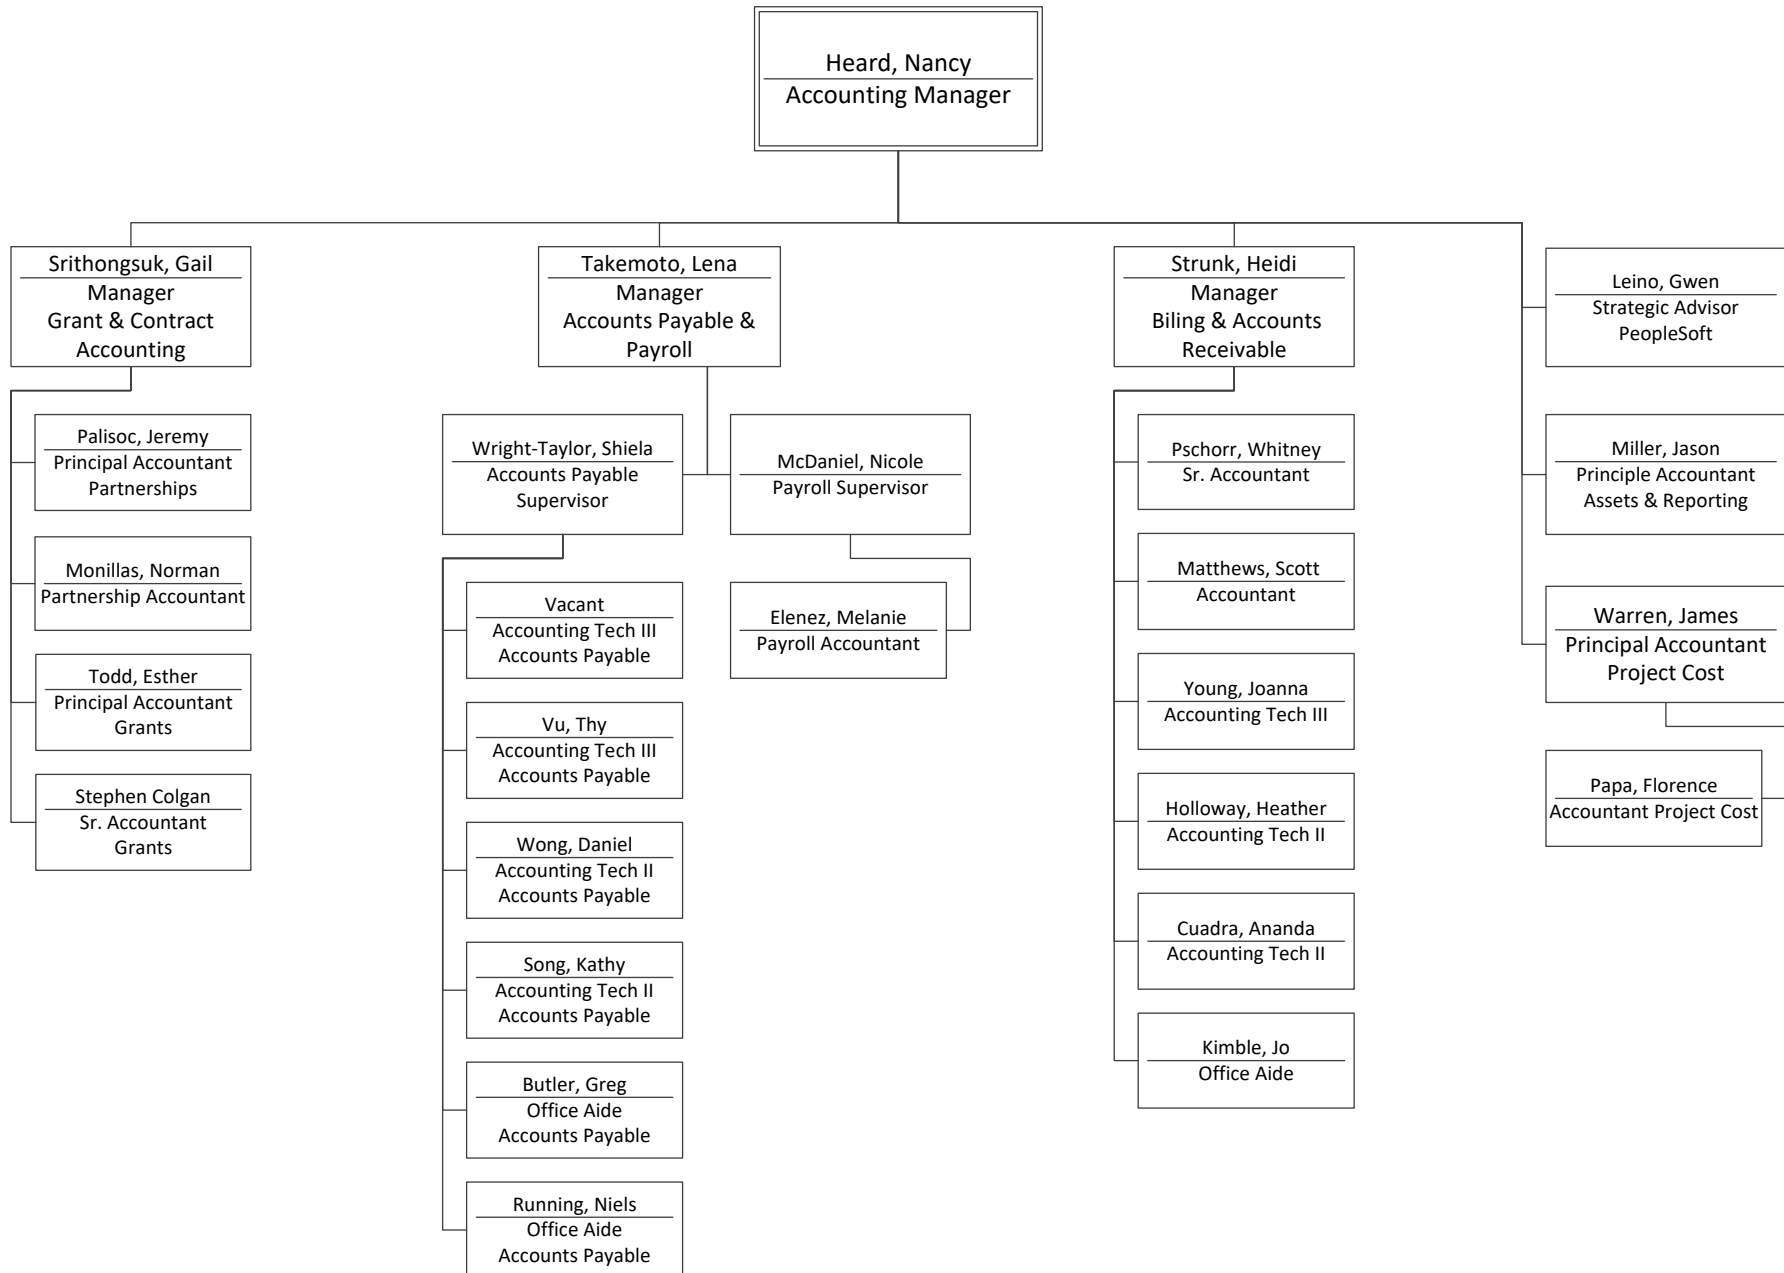 Heard, Nancy
Accounting Manager
Srithongsuk, Gail
Manager
Grant & Contract
Accounting
Palisoc, Jeremy
Principal Accountant
Partnerships
Monillas, Norman
Partnership Accountant
Todd, Esther
Principal Accountant
Grants
Stephen Colgan
Sr. Accountant
Grants
Takemoto, Lena
Manager
Accounts Payable &
Payroll
Wright-Taylor, Shiela
Accounts Payable
Supervisor
Vacant
Accounting Tech III
Accounts Payable
Vu, Thy
Accounting Tech III
Accounts Payable
Wong, Daniel
Accounting Tech II
Accounts Payable
Song, Kathy
Accounting Tech II
Accounts Payable
Butler, Greg
Office Aide
Accounts Payable
Running, Niels
Office Aide
Accounts Payable
McDaniel, Nicole
Payroll Supervisor
Elenez, Melanie
Payroll Accountant
Strunk, Heidi
Manager
Biling & Accounts
Receivable
Pschorr, Whitney
Sr. Accountant
Matthews, Scott
Accountant
Young, Joanna
Accounting Tech III
Holloway, Heather
Accounting Tech II
Cuadra, Ananda
Accounting Tech II
Kimble, Jo
Office Aide
Leino, Gwen
Strategic Advisor
PeopleSoft
Miller, Jason
Principle Accountant
Assets & Reporting
Warren, James
Principal Accountant
Project Cost
Papa, Florence
Accountant Project Cost